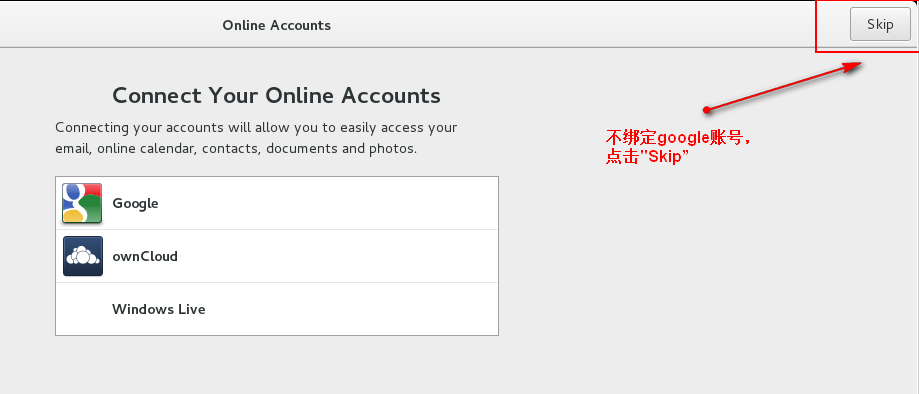 Online Accounts
Skip
Connect Your Online Accounts
Connecting your accounts will allow you to easily access your
email, online calendar, contacts, documents and photos.
不绑定google账号，
点击"Skip"
Google
ownCloud
Windows Live